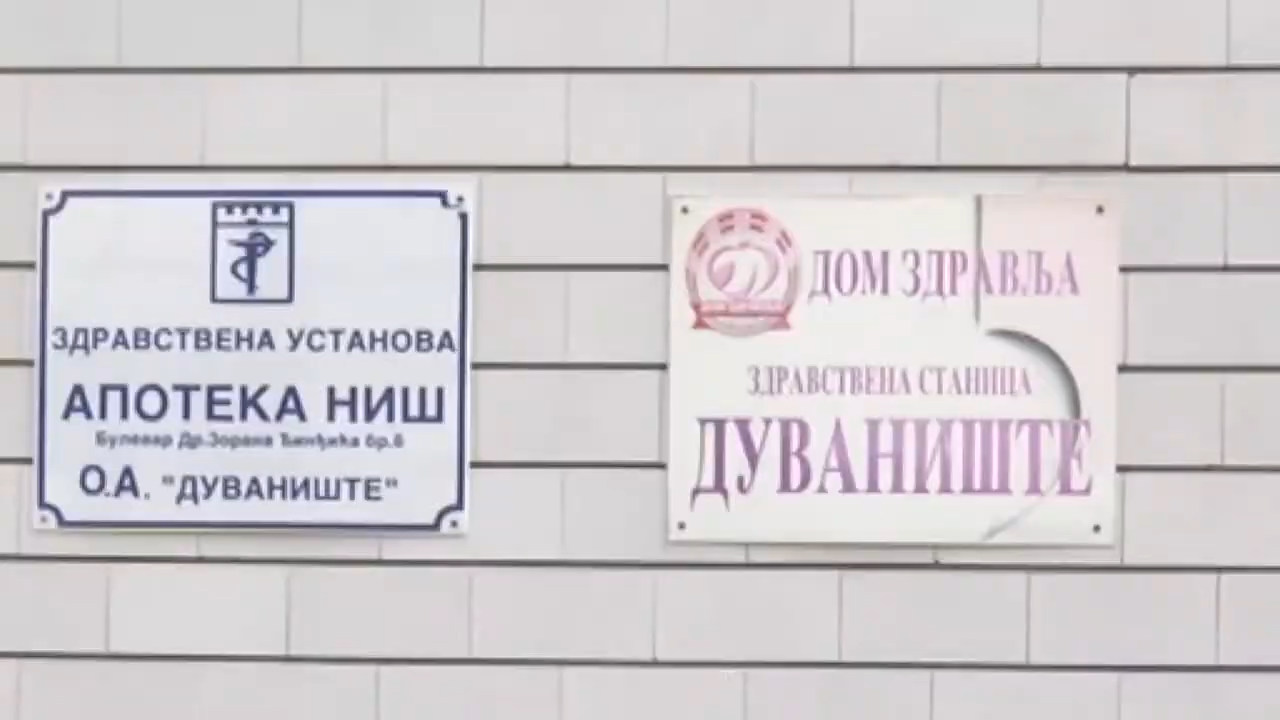 ЗДРАВСТВЕНА УСТАНОВА
АПОТЕКА НИШ
Булевар Др.Зорана Ђинђића бр.6
О.А. "ДУВАНИШТЕ"
ДОМ ЗДРАВЉА
ЗДРАВСТВЕНА СТАНИЦА
ДУВАНИШТЕ